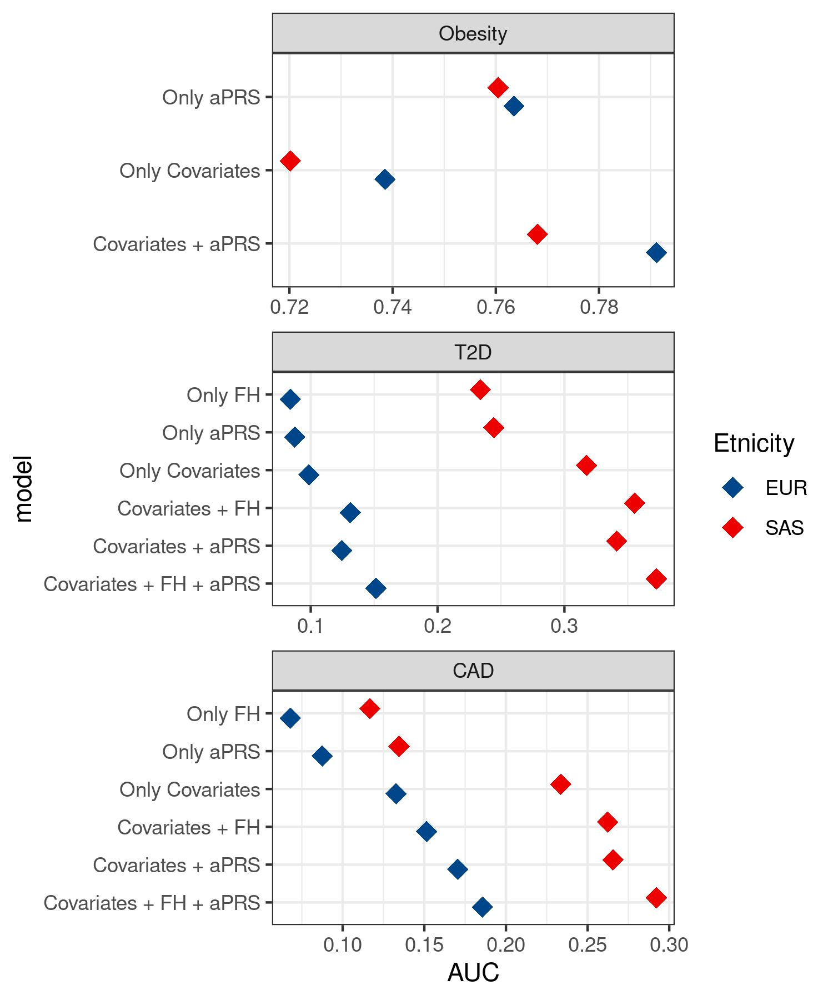 Obesity
Only aPRS
Only Covariates
Covariates + aPRS
0.72 0.74 0.76 0.78
T2D
Only FH
Only aPRS
Only Covariates
Covariates + FH
Covariates + aPRS
Covariates + FH + aPRS
0.1 0.2 0.3
CAD
Only FH
Only aPRS
Only Covariates
Covariates + FH
Covariates + aPRS
Covariates + FH + aPRS
0.10 0.15 0.20 0.25 0.30
AUC
model
Etnicity
EUR
SAS